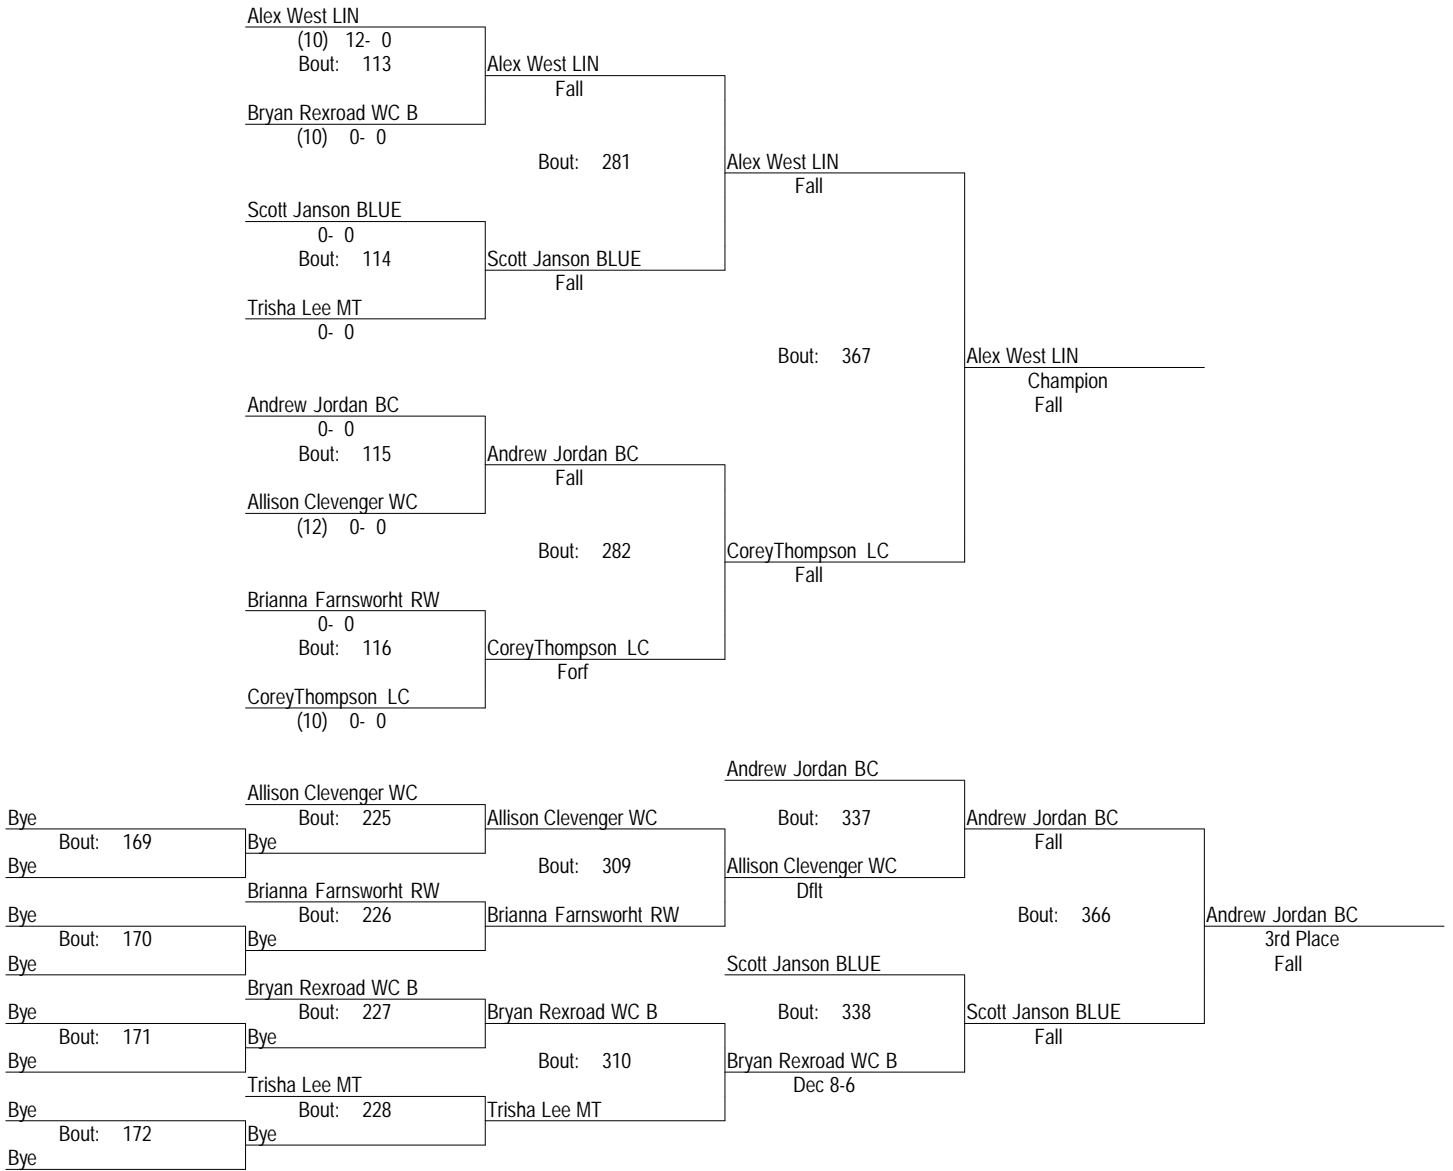 Alex West LIN
(10) 12- 0
Bout: 113
Alex West LIN
Fall
Bryan Rexroad WC B
(10) 0- 0
Bout: 281
Alex West LIN
Fall
Scott Janson BLUE
0- 0
Bout: 114
Scott Janson BLUE
Fall
Trisha Lee MT
0- 0
Bout: 367
Alex West LIN
Champion
Fall
Andrew Jordan BC
0- 0
Bout: 115
Andrew Jordan BC
Fall
Allison Clevenger WC
(12) 0- 0
Bout: 282
CoreyThompson LC
Fall
Brianna Farnsworht RW
0- 0
Bout: 116
CoreyThompson LC
Forf
CoreyThompson LC
(10) 0- 0
Andrew Jordan BC
Allison Clevenger WC
Bye
Bout: 225
Allison Clevenger WC
Bout: 337
Andrew Jordan BC
Fall
Bout: 169
Bye
Bye
Bout: 309
Allison Clevenger WC
Dflt
Brianna Farnsworht RW
Bye
Bout: 226
Brianna Farnsworht RW
Bout: 366
Andrew Jordan BC
3rd Place
Fall
Bout: 170
Bye
Bye
Scott Janson BLUE
Bryan Rexroad WC B
Bye
Bout: 227
Bryan Rexroad WC B
Bout: 338
Scott Janson BLUE
Fall
Bout: 171
Bye
Bye
Bout: 310
Bryan Rexroad WC B
Dec 8-6
Trisha Lee MT
Bye
Bout: 228
Trisha Lee MT
Bout: 172
Bye
Bye